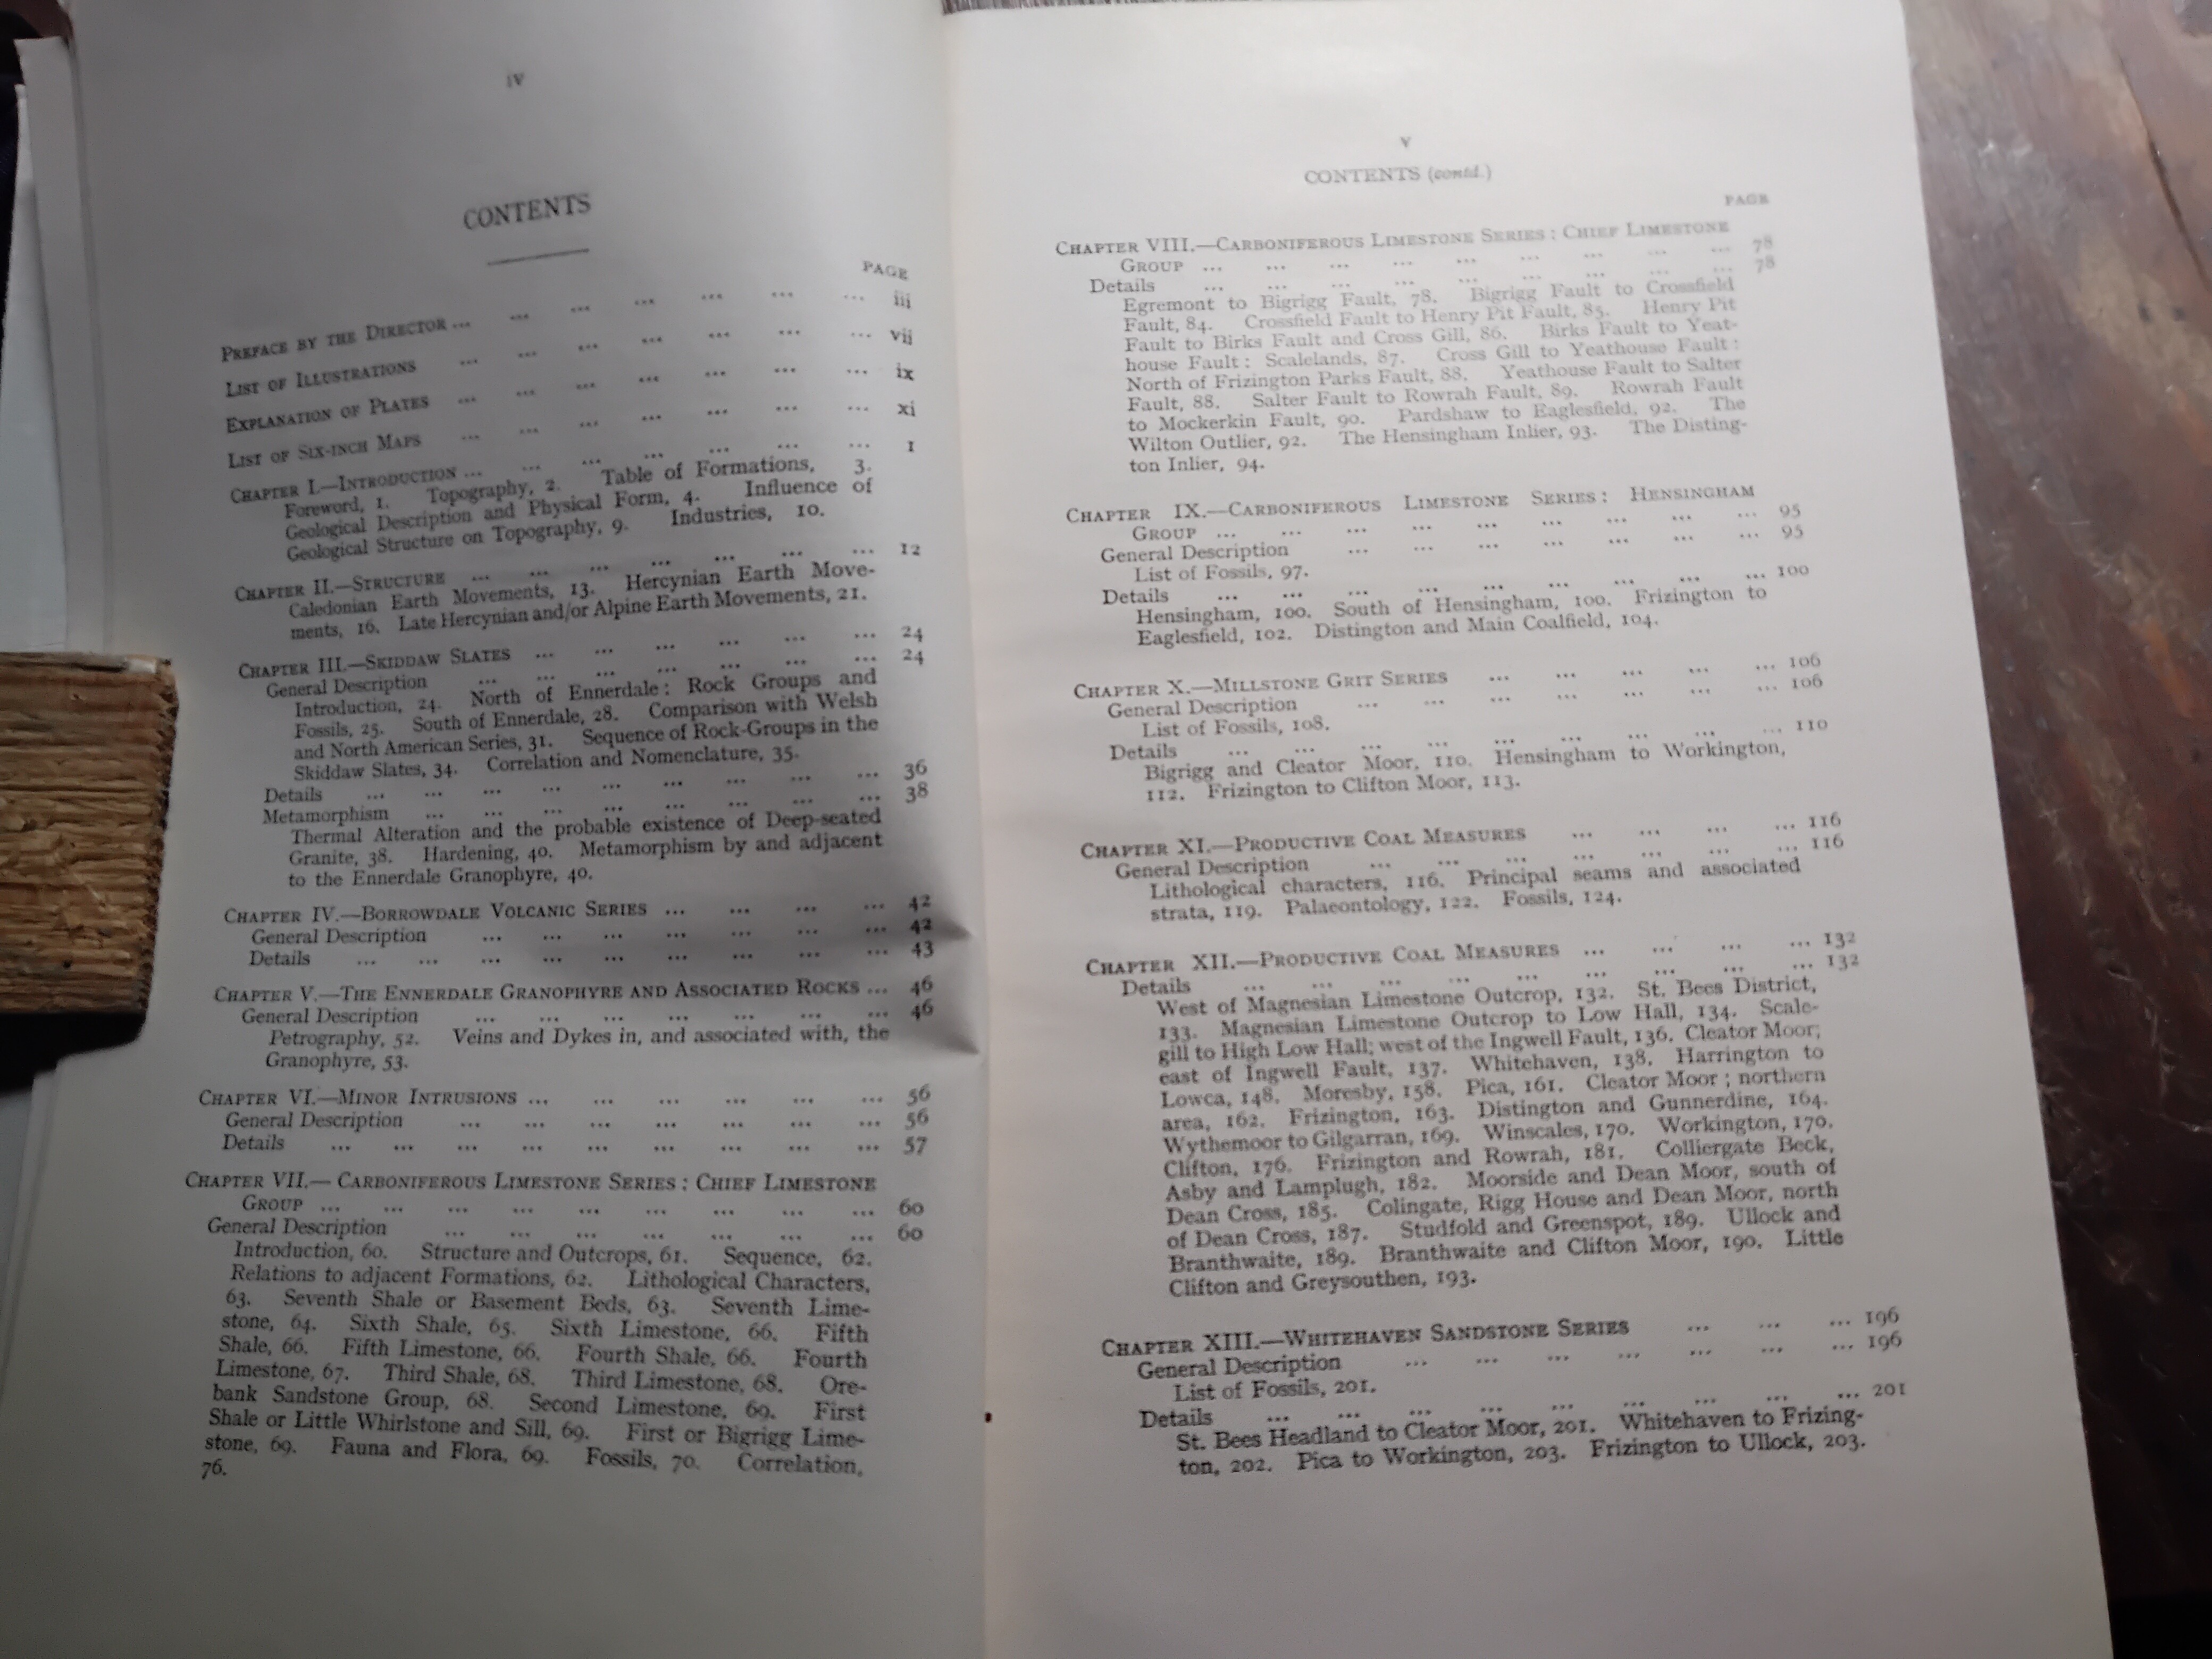 iv
CONTENTS
PAGE
PREFACE BY THE DIRECTOR ... ... ... ... ... ... ... iii
LIST OF ILLUSTRATIONS ... ... ... ... ... ... ... vii
EXPLANATION OF PLATES ... ... ... ... ... ... ... ix
LIST OF SIX-INCH MAPS ... ... ... ... ... ... ... xi
CHAPTER I.—INTRODUCTION ... ... ... ... ... ... ... 1
Foreword, 1. Topography, 2. Table of Formations, 3.
Geological Description and Physical Form, 4. Influence of
Geological Structure on Topography, 9. Industries, 10.
CHAPTER II.—STRUCTURE ... ... ... ... ... ... ... 12
Caledonian Earth Movements, 13. Hercynian Earth Move-
ments, 16. Late Hercynian and/or Alpine Earth Movements, 21.
CHAPTER III.—SKIDDAW SLATES ... ... ... ... ... ... 24
General Description ... ... ... ... ... ... ... 24
Introduction, 24. North of Ennerdale: Rock Groups and
Fossils, 25. South of Ennerdale, 28. Comparison with Welsh
and North American Series, 31. Sequence of Rock-Groups in the
Skiddaw Slates, 34. Correlation and Nomenclature, 35.
Details ... ... ... ... ... ... ... ... ... 36
Metamorphism ... ... ... ... ... ... ... ... 38
Thermal Alteration and the probable existence of Deep-seated
Granite, 38. Hardening, 40. Metamorphism by and adjacent
to the Ennerdale Granophyre, 40.
CHAPTER IV.—BORROWDALE VOLCANIC SERIES ... ... ... ... 42
General Description ... ... ... ... ... ... ... 42
Details ... ... ... ... ... ... ... ... ... 43
CHAPTER V.—THE ENNERDALE GRANOPHYRE AND ASSOCIATED ROCKS ... 46
General Description ... ... ... ... ... ... ... 46
Petrography, 52. Veins and Dykes in, and associated with, the
Granophyre, 53.
CHAPTER VI.—MINOR INTRUSIONS ... ... ... ... ... ... 56
General Description ... ... ... ... ... ... ... 56
Details ... ... ... ... ... ... ... ... ... 57
CHAPTER VII.— CARBONIFEROUS LIMESTONE SERIES: CHIEF LIMESTONE
GROUP ... ... ... ... ... ... ... ... ... 60
General Description ... ... ... ... ... ... ... 60
Introduction, 60. Structure and Outcrops, 61. Sequence, 62.
Relations to adjacent Formations, 62. Lithological Characters,
63. Seventh Shale or Basement Beds, 63. Seventh Lime-
stone, 64. Sixth Shale, 65. Sixth Limestone, 66. Fifth
Shale, 66. Fifth Limestone, 66. Fourth Shale, 66. Fourth
Limestone, 67. Third Shale, 68. Third Limestone, 68. Ore-
bank Sandstone Group, 68. Second Limestone, 69. First
Shale or Little Whirlstone and Sill, 69. First or Bigrigg Lime-
stone, 69. Fauna and Flora, 69. Fossils, 70. Correlation,
76.
v
CONTENTS (contd.)
PAGE
CHAPTER VIII.—CARBONIFEROUS LIMESTONE SERIES: CHIEF LIMESTONE
GROUP ... ... ... ... ... ... ... ... ... 78
Details ... ... ... ... ... ... ... ... ... 78
Egremont to Bigrigg Fault, 78. Bigrigg Fault to Crossfield
Fault, 84. Crossfield Fault to Henry Pit Fault, 85. Henry Pit
Fault to Birks Fault and Cross Gill, 86. Birks Fault to Yeat-
house Fault: Scalelands, 87. Cross Gill to Yeathouse Fault:
North of Frizington Parks Fault, 88. Yeathouse Fault to Salter
Fault, 88. Salter Fault to Rowrah Fault, 89. Rowrah Fault
to Mockerkin Fault, 90. Pardshaw to Eaglesfield, 92. The
Wilton Outlier, 92. The Hensingham Inlier, 93. The Disting-
ton Inlier, 94.
CHAPTER IX.—CARBONIFEROUS LIMESTONE SERIES: HENSINGHAM
GROUP ... ... ... ... ... ... ... ... ... 95
General Description ... ... ... ... ... ... ... 95
List of Fossils, 97.
Details ... ... ... ... ... ... ... ... ... 100
Hensingham, 100. South of Hensingham, 100. Frizington to
Eaglesfield, 102. Distington and Main Coalfield, 104.
CHAPTER X.—MILLSTONE GRIT SERIES ... ... ... ... ... 106
General Description ... ... ... ... ... ... ... 106
List of Fossils, 108.
Details ... ... ... ... ... ... ... ... ... 110
Bigrigg and Cleator Moor, 110. Hensingham to Workington,
112. Frizington to Clifton Moor, 113.
CHAPTER XI.—PRODUCTIVE COAL MEASURES ... ... ... ... 116
General Description ... ... ... ... ... ... ... 116
Lithological characters, 116. Principal seams and associated
strata, 119. Palaeontology, 122. Fossils, 124.
CHAPTER XII.—PRODUCTIVE COAL MEASURES ... ... ... ... 132
Details ... ... ... ... ... ... ... ... ... 132
West of Magnesian Limestone Outcrop, 132. St. Bees District,
133. Magnesian Limestone Outcrop to Low Hall, 134. Scale-
gill to High Low Hall; west of the Ingwell Fault, 136. Cleator Moor;
east of Ingwell Fault, 137. Whitehaven, 138. Harrington to
Lowca, 148. Moresby, 158. Pica, 161. Cleator Moor; northern
area, 162. Frizington, 163. Distington and Gunnerdine, 164.
Wythemoor to Gilgarran, 169. Winscales, 170. Workington, 170.
Clifton, 176. Frizington and Rowrah, 181. Colliergate Beck,
Asby and Lamplugh, 182. Moorside and Dean Moor, south of
Dean Cross, 185. Colingate, Rigg House and Dean Moor, north
of Dean Cross, 187. Studfold and Greenspot, 189. Ullock and
Branthwaite, 189. Branthwaite and Clifton Moor, 190. Little
Clifton and Greysouthen, 193.
CHAPTER XIII.—WHITEHAVEN SANDSTONE SERIES ... ... ... 196
General Description ... ... ... ... ... ... ... 196
List of Fossils, 201.
Details ... ... ... ... ... ... ... ... ... 201
St. Bees Headland to Cleator Moor, 201. Whitehaven to Frizing-
ton, 202. Pica to Workington, 203. Frizington to Ullock, 203.